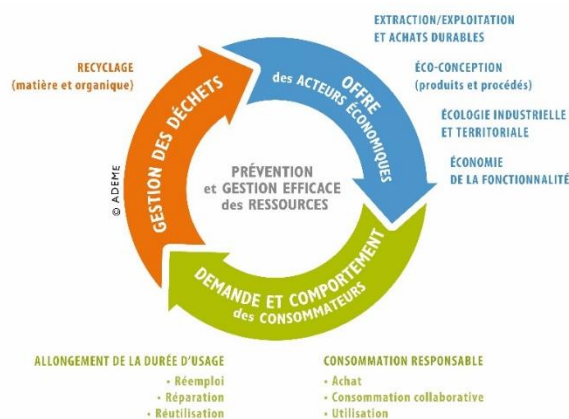 EXTRACTION/EXPLOITATION
ET ACHATS DURABLES
RECYCLAGE
(matière et organique)
OFFRE
des ACTEURS ÉCONOMIQUES
ÉCO-CONCEPTION
(produits et procédés)
ÉCOLOGIE INDUSTRIELLE
ET TERRITORIALE
ÉCONOMIE
DE LA FONCTIONNALITÉ
GESTION DES DÉCHETS
© ADEME
PRÉVENTION
et GESTION EFFICACE
des RESSOURCES
DEMANDE ET COMPORTEMENT
des CONSOMMATEURS
ALLONGEMENT DE LA DURÉE D'USAGE
• Réemploi
• Réparation
• Réutilisation
CONSOMMATION RESPONSABLE
• Achat
• Consommation collaborative
• Utilisation